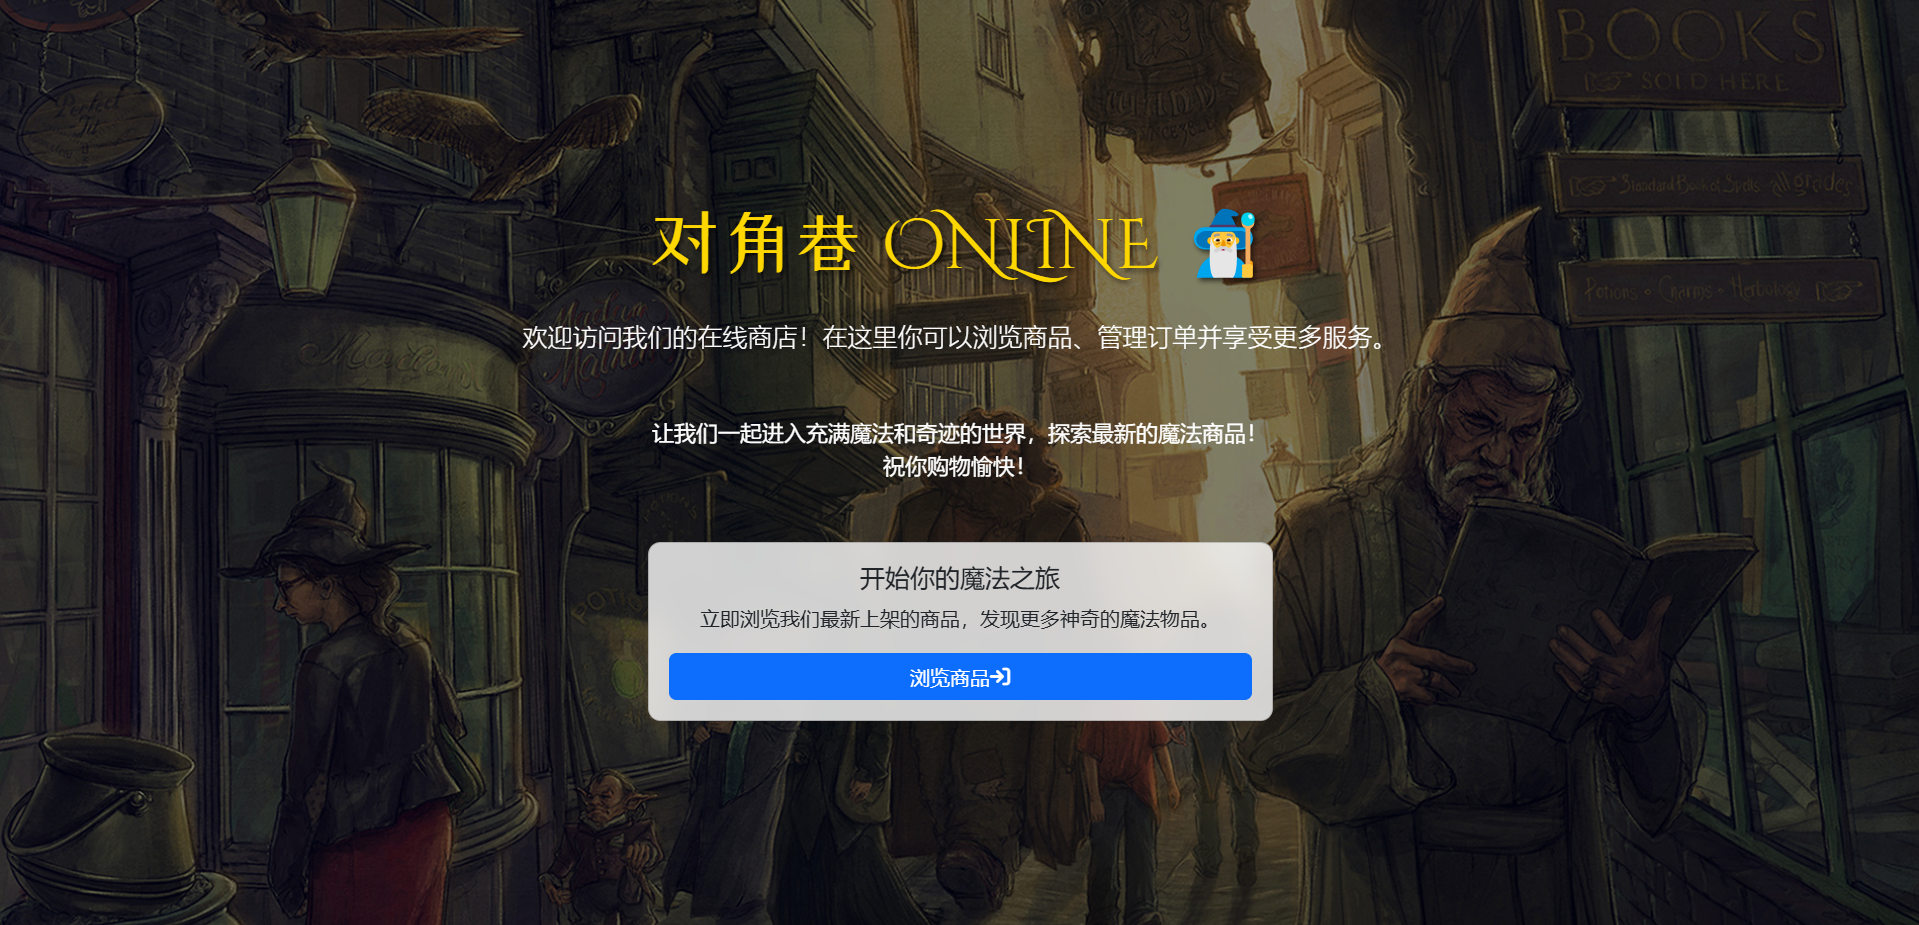 BOOKS
SOLD HERE
Perfect
Fit
Standard Book of Spells all grades
对角巷 ONLINE
Potions Charms Herbology
欢迎访问我们的在线商店！在这里你可以浏览商品、管理订单并享受更多服务。
让我们一起进入充满魔法和奇迹的世界，探索最新的魔法商品！
祝你购物愉快！
开始你的魔法之旅
立即浏览我们最新上架的商品，发现更多神奇的魔法物品。
浏览商品